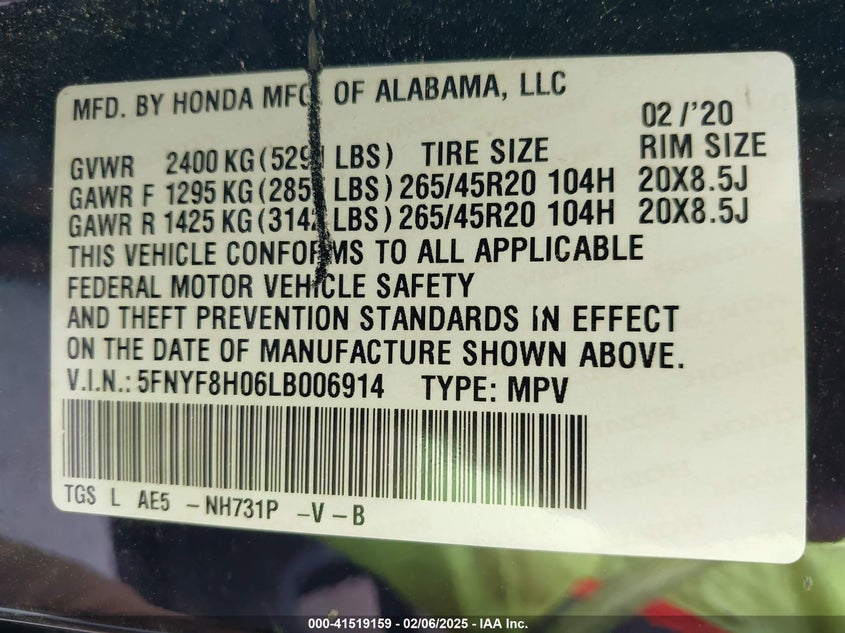 MFD. BY HONDA MFG. OF ALABAMA, LLC
02 /'20
GVWR 2400 KG (5291 LBS) TIRE SIZE RIM SIZE
GAWR F 1295 KG (285 LBS) 265/45R20 104H 20X8.5J
GAWR R 1425 KG (3142 LBS) 265/45R20 104H 20X8.5J
THIS VEHICLE CONFORMS TO ALL APPLICABLE
FEDERAL MOTOR VEHICLE SAFETY
AND THEFT PREVENTION STANDARDS IN EFFECT
ON THE DATE OF MANUFACTURE SHOWN ABOVE.
V.I.N.: 5FNYF8H06LB006914 TYPE: MPV
TGS L AE5 -NH731P -V -B
000-41519159 - 02/06/2025 - IAA Inc.